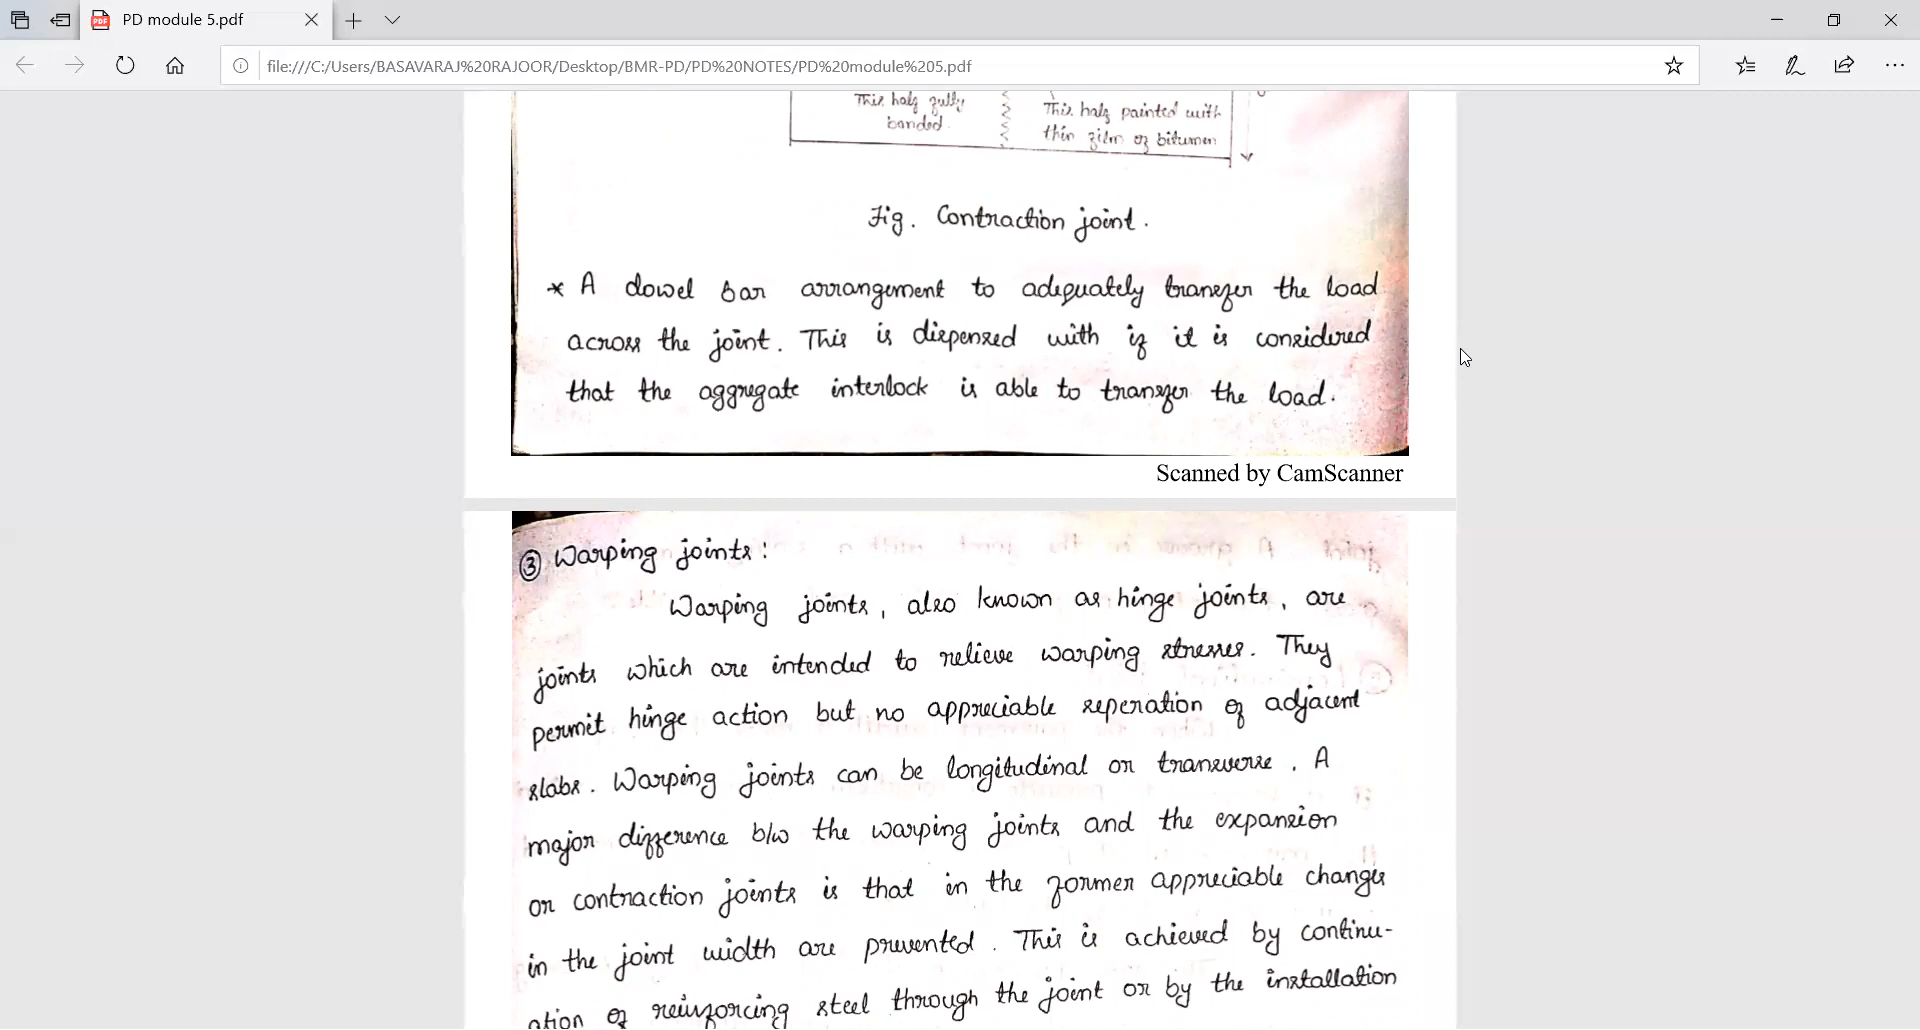 PD module 5.pdf
file:///C:/Users/BASAVARAJ%20RAJOOR/Desktop/BMR-PD/PD%20NOTES/PD%20module%205.pdf
This half fully
bonded.
This half painted with
thin film of bitumen
Fig. Contraction joint.
* A dowel bar arrangement to adequately transfer the load
across the joint. This is dispensed with if it is considered
that the aggregate interlock is able to transfer the load.
Scanned by CamScanner
③ Warping joints:
Warping joints, also known as hinge joints, are
joints which are intended to relieve warping stresses. They
permit hinge action but no appreciable seperation of adjacent
slabs. Warping joints can be longitudinal or transverse. A
major difference b/w the warping joints and the expansion
or contraction joints is that in the former appreciable changes
in the joint width are prevented. This is achieved by continu-
ation of reinforcing steel through the joint or by the installation